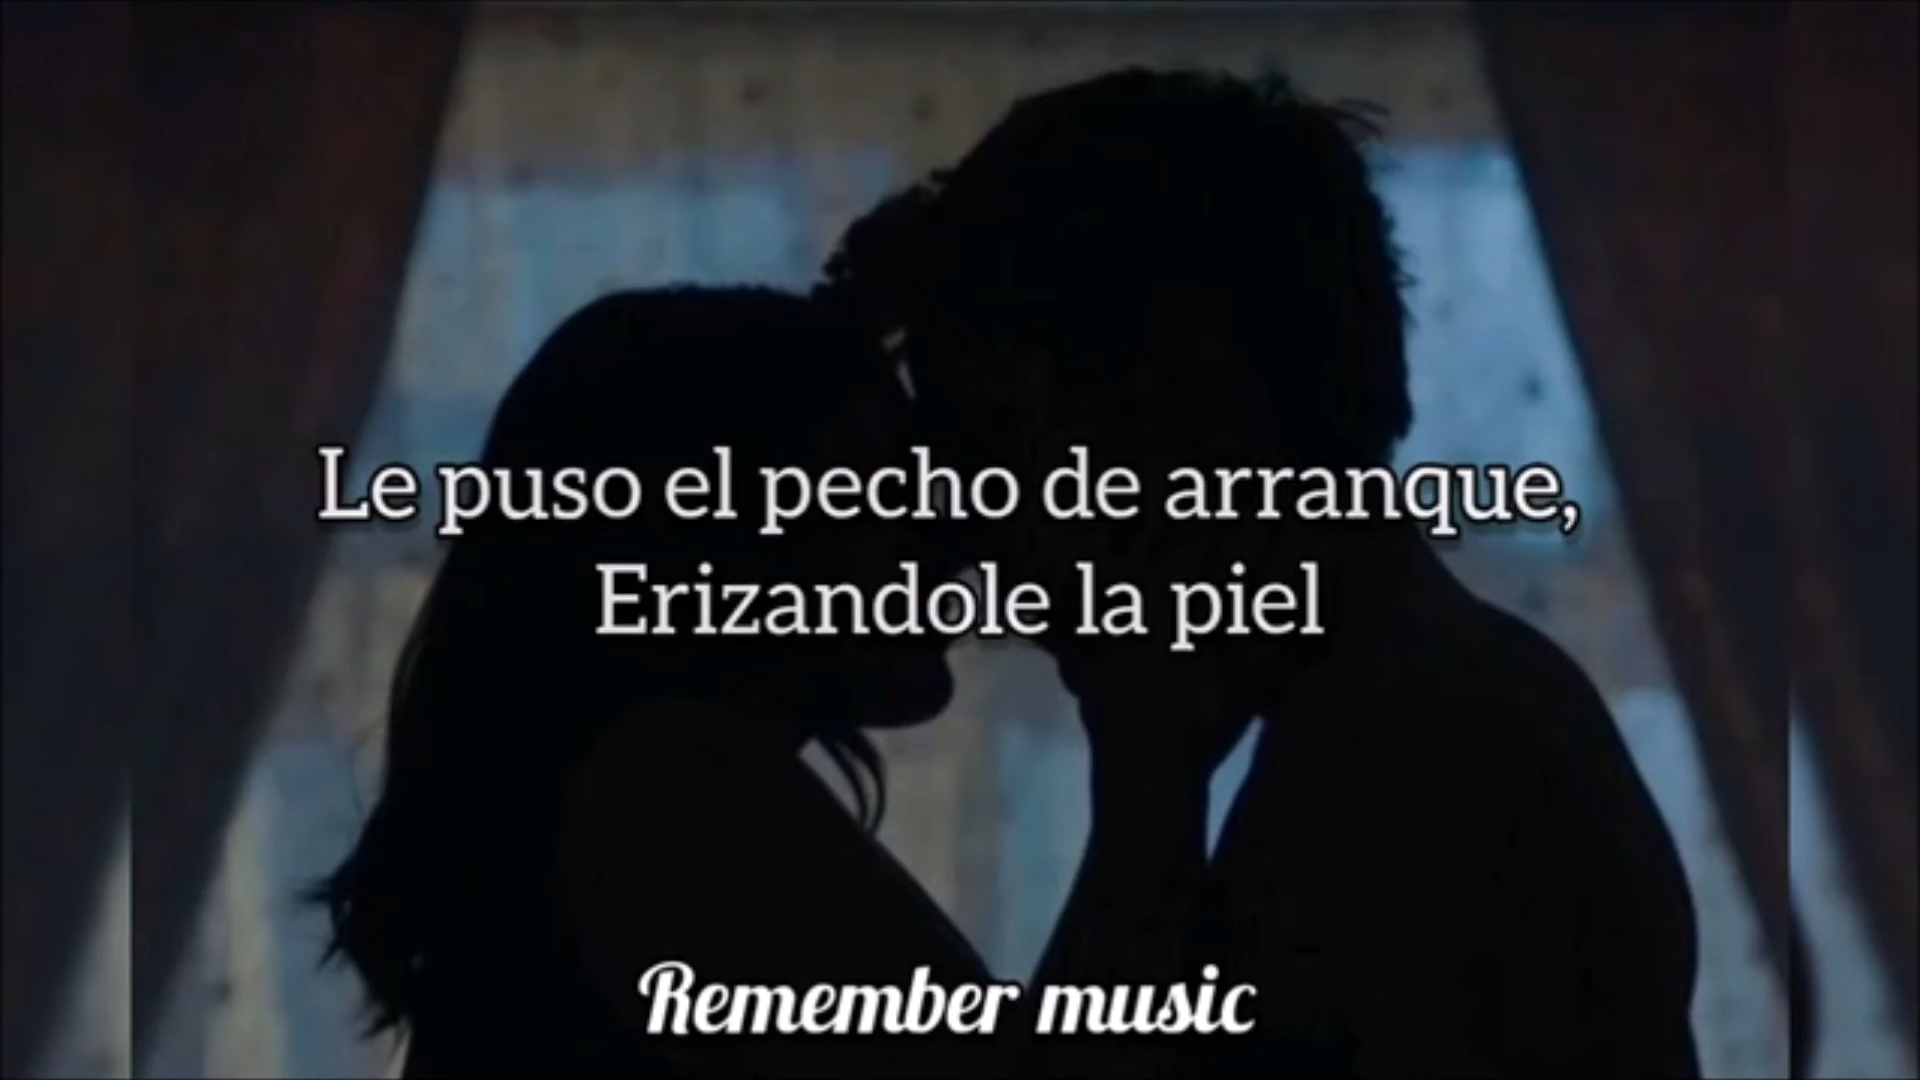 Le puso el pecho de arranque,
Erizandole la piel
Remember music